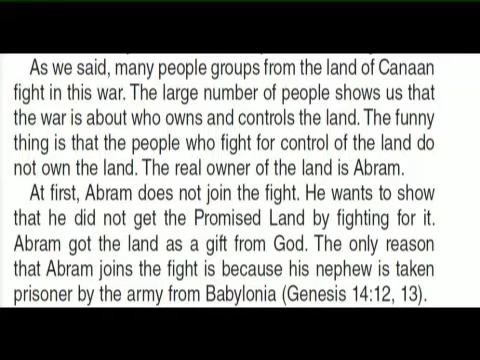 As we said, many people groups from the land of Canaan
fight in this war. The large number of people shows us that
the war is about who owns and controls the land. The funny
thing is that the people who fight for control of the land do
not own the land. The real owner of the land is Abram.
At first, Abram does not join the fight. He wants to show
that he did not get the Promised Land by fighting for it.
Abram got the land as a gift from God. The only reason
that Abram joins the fight is because his nephew is taken
prisoner by the army from Babylonia (Genesis 14:12, 13).